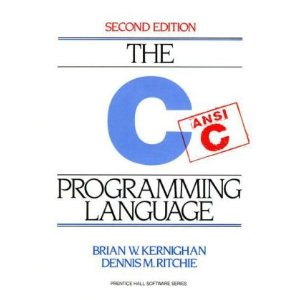 SECOND EDITION
THE
C
ANSI
C
PROGRAMMING
LANGUAGE
BRIAN W. KERNIGHAN
DENNIS M. RITCHIE
PRENTICE HALL SOFTWARE SERIES